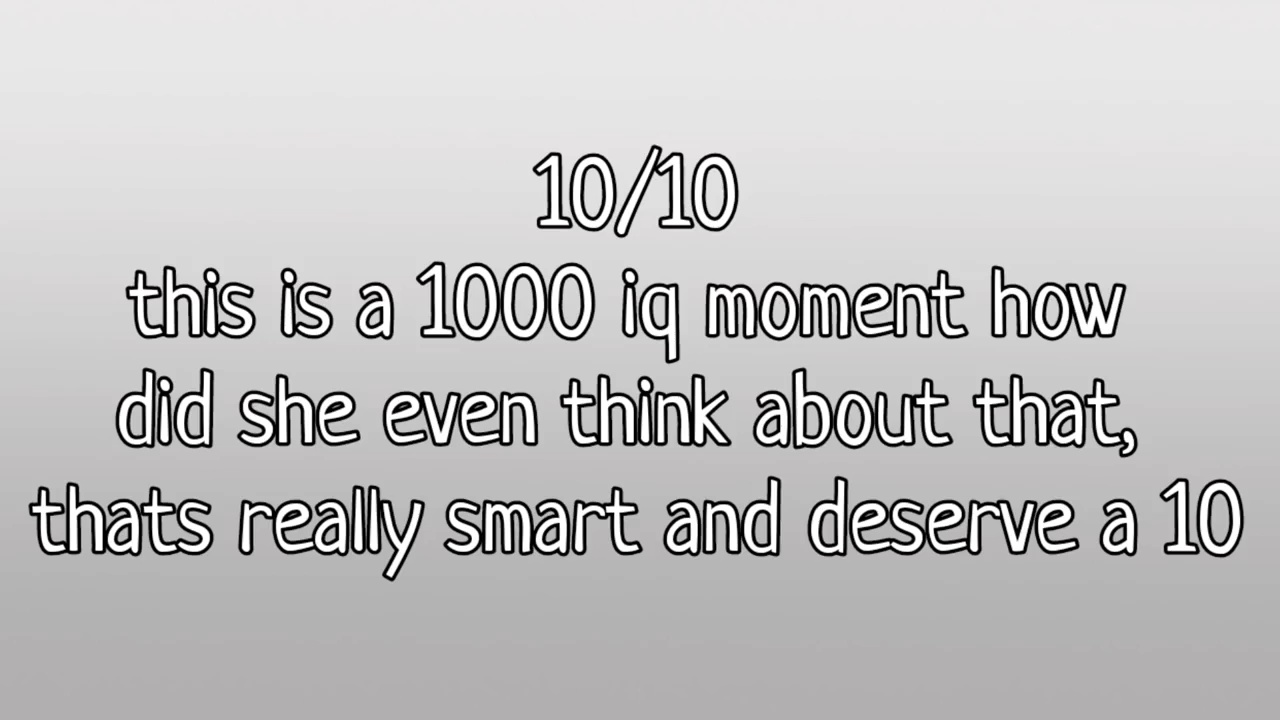 10/10
this is a 1000 iq moment how
did she even think about that,
thats really smart and deserve a 10